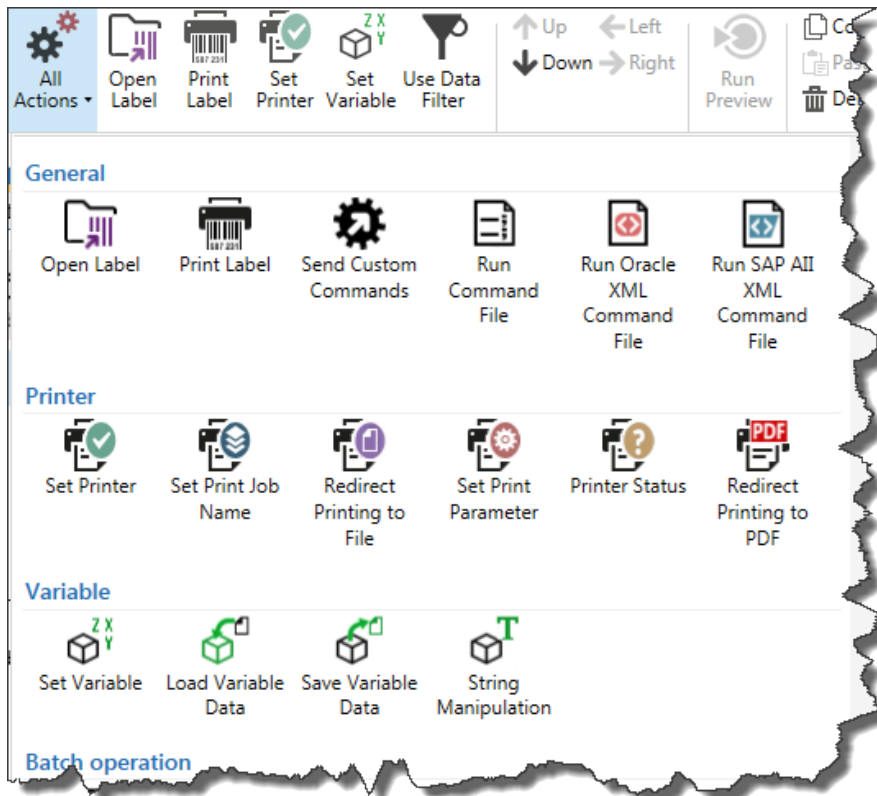 All
Actions
Open
Label
Print
Label
Set
Printer
Set
Variable
Use Data
Filter
Up
Left
Down
Right
Run
Preview
General
Open Label
Print Label
Send Custom
Commands
Run
Command
File
Run Oracle
XML
Command
File
Run SAP AII
XML
Command
File
Printer
Set Printer
Set Print Job
Name
Redirect
Printing to
File
Set Print
Parameter
Printer Status
PDF
Redirect
Printing to
PDF
Variable
Z X
Y
Set Variable
Load Variable
Data
Save Variable
Data
T
String
Manipulation
Batch operation